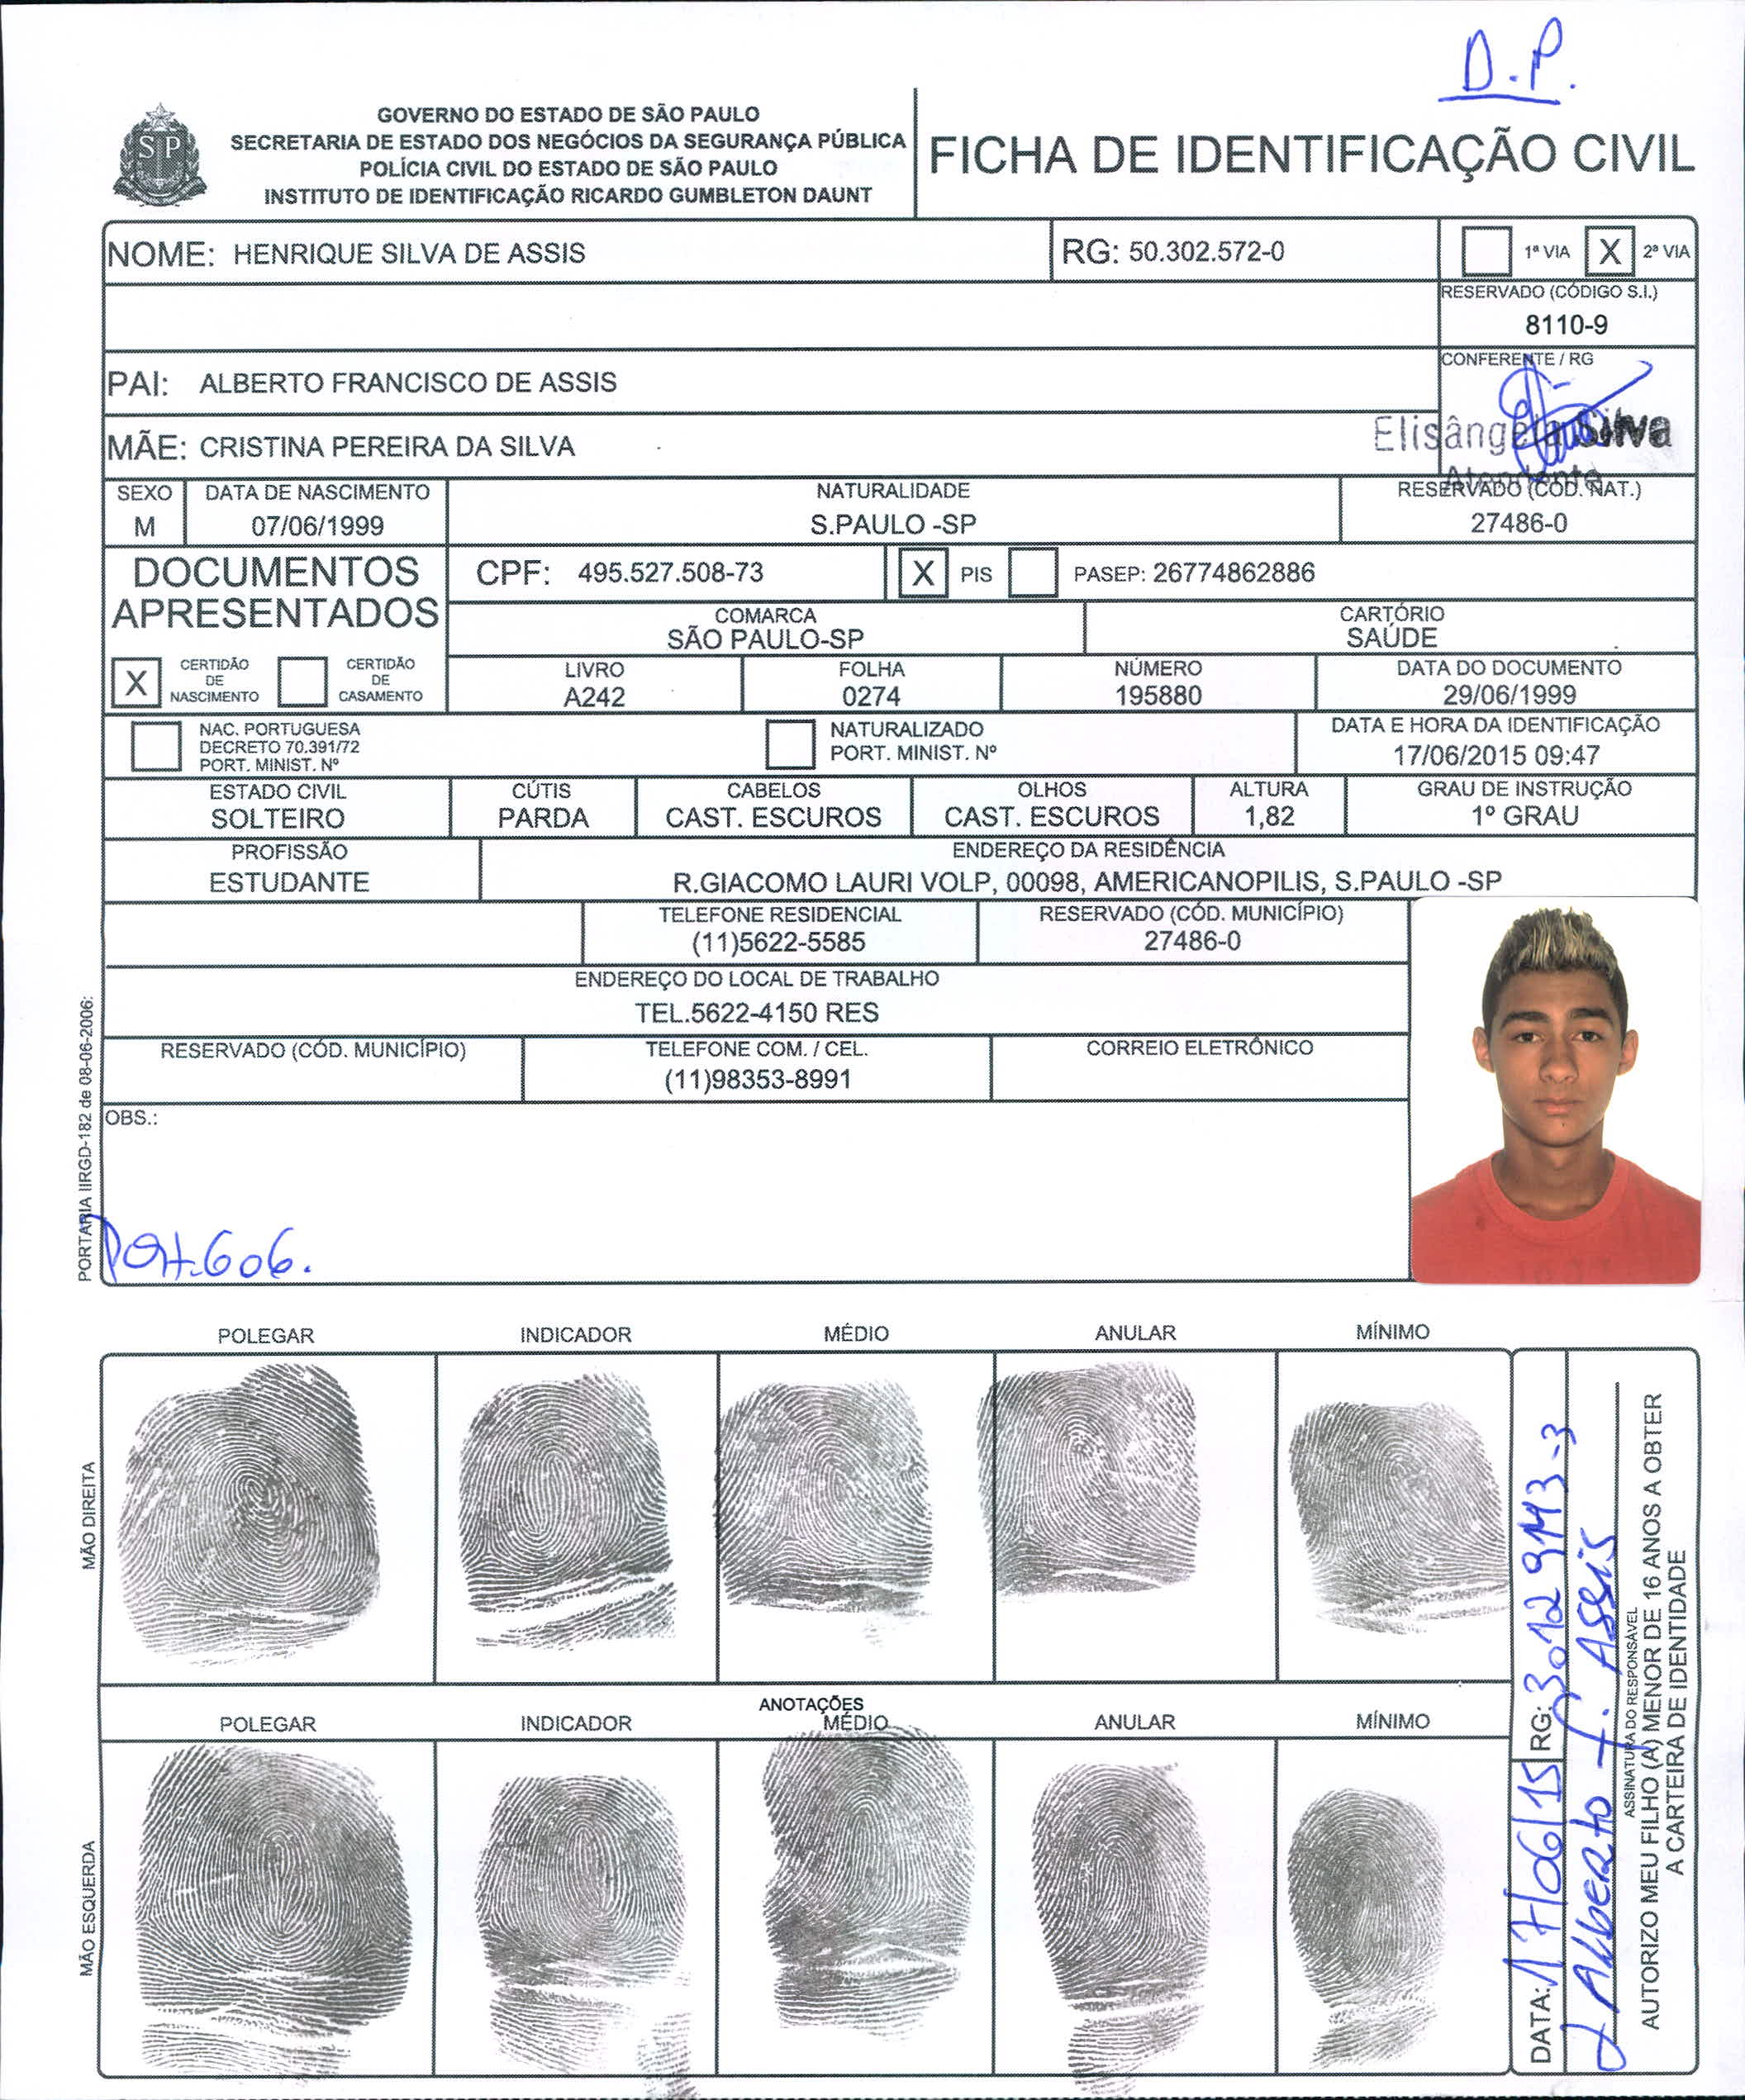 D.P.
GOVERNO DO ESTADO DE SÃO PAULO
SECRETARIA DE ESTADO DOS NEGÓCIOS DA SEGURANÇA PÚBLICA
POLÍCIA CIVIL DO ESTADO DE SÃO PAULO
INSTITUTO DE IDENTIFICAÇÃO RICARDO GUMBLETON DAUNT
SP
FICHA DE IDENTIFICAÇÃO CIVIL
NOME: HENRIQUE SILVA DE ASSIS
RG: 50.302.572-0
1ª VIA X 2ª VIA
RESERVADO (CÓDIGO S.I.)
8110-9
PAI: ALBERTO FRANCISCO DE ASSIS
CONFERENTE / RG
MÃE: CRISTINA PEREIRA DA SILVA
Elisângela Silva
Atendente
SEXO
M
DATA DE NASCIMENTO
07/06/1999
NATURALIDADE
S.PAULO -SP
RESERVADO (CÓD. NAT.)
27486-0
DOCUMENTOS
APRESENTADOS
CPF: 495.527.508-73
X PIS
PASEP: 26774862886
COMARCA
SÃO PAULO-SP
CARTÓRIO
SAÚDE
X CERTIDÃO
DE
NASCIMENTO
CERTIDÃO
DE
CASAMENTO
LIVRO
A242
FOLHA
0274
NÚMERO
195880
DATA DO DOCUMENTO
29/06/1999
NAC. PORTUGUESA
DECRETO 70.391/72
PORT. MINIST. Nº
NATURALIZADO
PORT. MINIST. Nº
DATA E HORA DA IDENTIFICAÇÃO
17/06/2015 09:47
ESTADO CIVIL
SOLTEIRO
CÚTIS
PARDA
CABELOS
CAST. ESCUROS
OLHOS
CAST. ESCUROS
ALTURA
1,82
GRAU DE INSTRUÇÃO
1º GRAU
PROFISSÃO
ESTUDANTE
ENDEREÇO DA RESIDÊNCIA
R.GIACOMO LAURI VOLP, 00098, AMERICANOPILIS, S.PAULO -SP
TELEFONE RESIDENCIAL
(11)5622-5585
RESERVADO (CÓD. MUNICÍPIO)
27486-0
ENDEREÇO DO LOCAL DE TRABALHO
TEL.5622-4150 RES
RESERVADO (CÓD. MUNICÍPIO)
TELEFONE COM. / CEL.
(11)98353-8991
CORREIO ELETRÔNICO
OBS.:
606.
PORTARIA IIRGD-182 de 08-06-2006:
POLEGAR INDICADOR MÉDIO ANULAR MÍNIMO
MÃO DIREITA
ANOTAÇÕES
POLEGAR INDICADOR MÉDIO ANULAR MÍNIMO
MÃO ESQUERDA
DATA: 17/06/15 RG:
Alberto F. Assis
ASSINATURA DO RESPONSÁVEL
AUTORIZO MEU FILHO (A) MENOR DE 16 ANOS A OBTER
A CARTEIRA DE IDENTIDADE